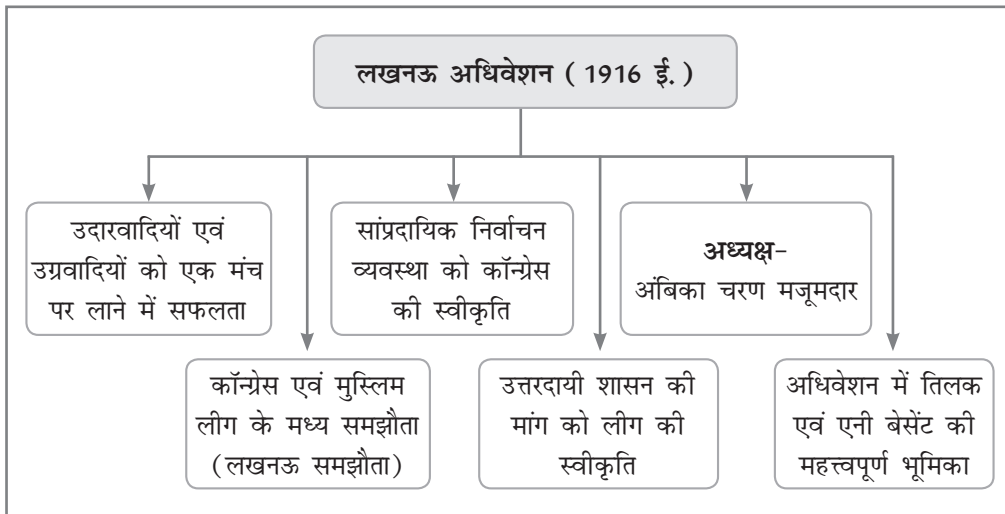 लखनऊ अधिवेशन ( 1916 ई. )
उदारवादियों एवं
उग्रवादियों को एक मंच
पर लाने में सफलता
सांप्रदायिक निर्वाचन
व्यवस्था को कॉन्ग्रेस
की स्वीकृति
अध्यक्ष-
अंबिका चरण मजूमदार
कॉन्ग्रेस एवं मुस्लिम
लीग के मध्य समझौता
(लखनऊ समझौता)
उत्तरदायी शासन की
मांग को लीग की
स्वीकृति
अधिवेशन में तिलक
एवं एनी बेसेंट की
महत्त्वपूर्ण भूमिका